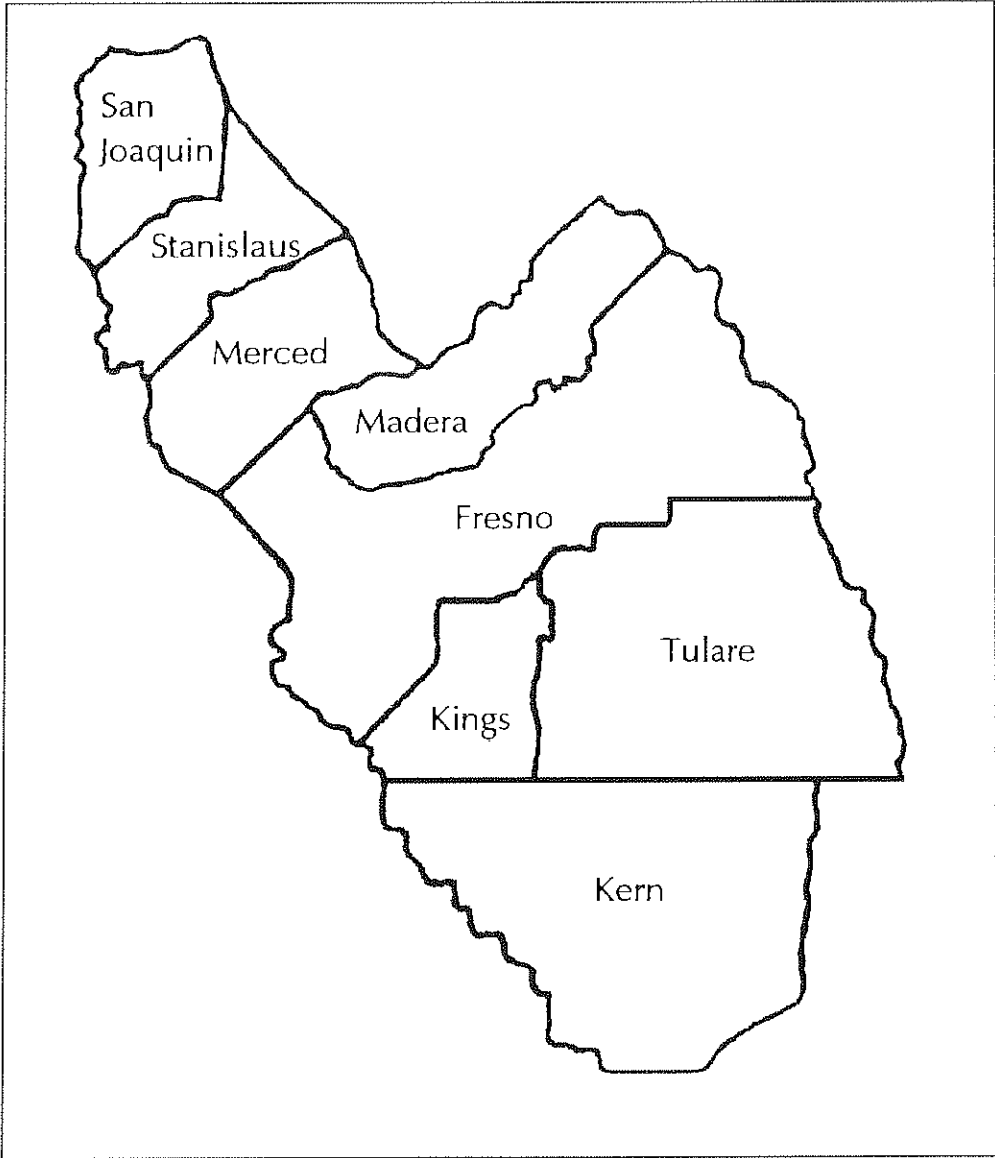 San
Joaquin
Stanislaus
Merced
Madera
Fresno
Tulare
Kings
Kern